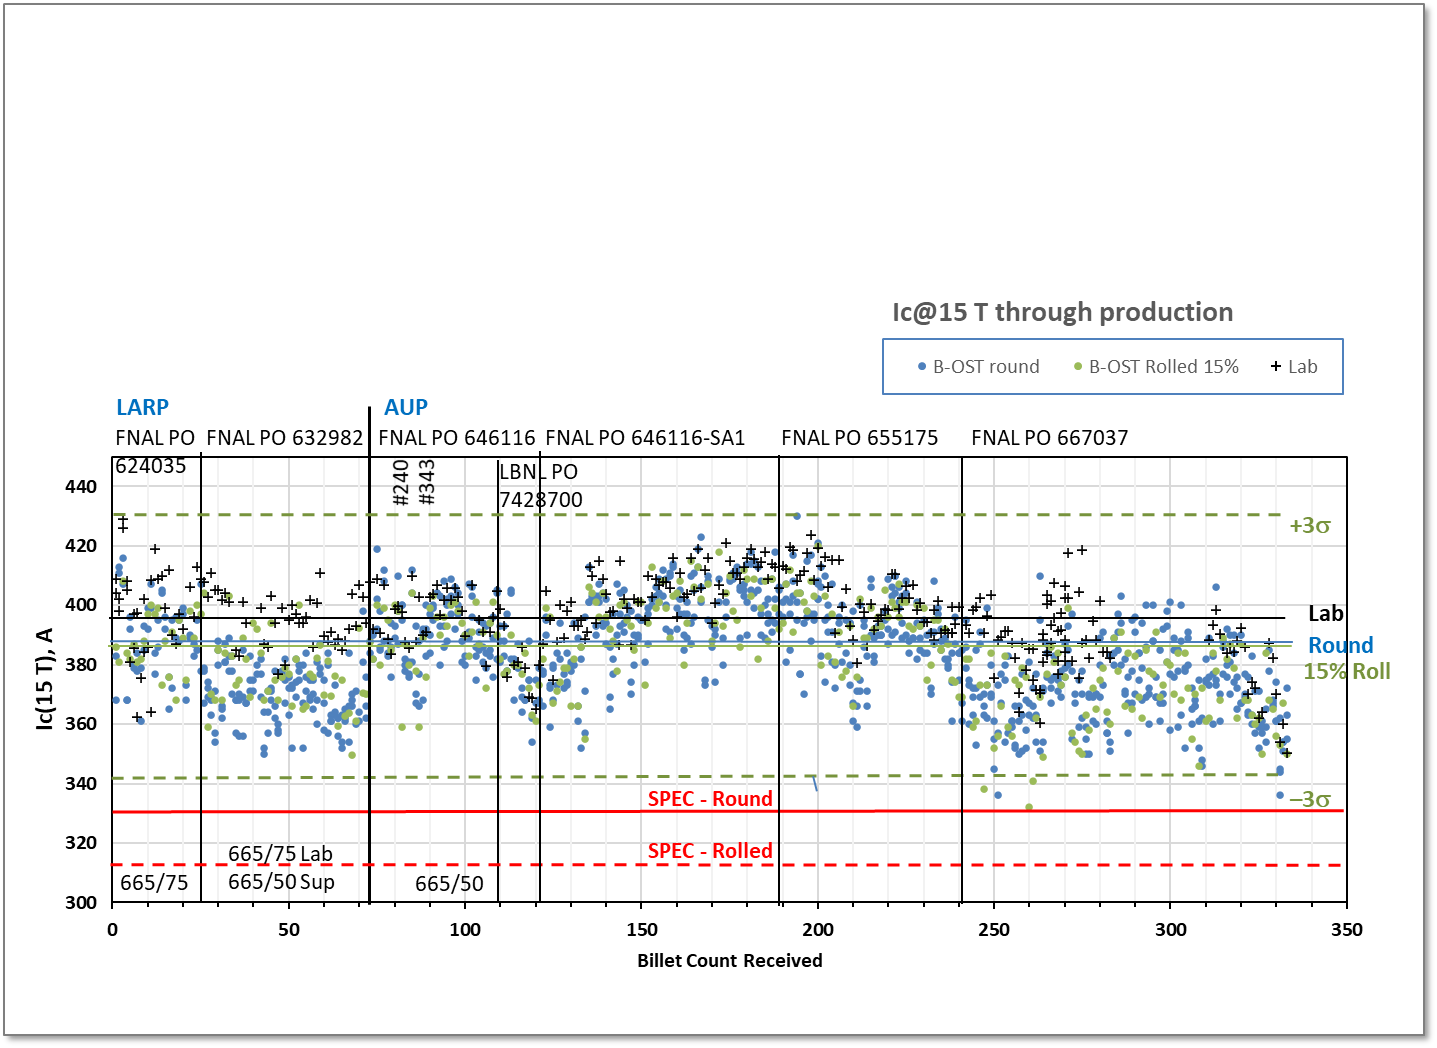 Ic@15 T through production
B-OST round
B-OST Rolled 15%
Lab
LARP
AUP
FNAL PO
624035
FNAL PO 632982
FNAL PO 646116
FNAL PO 646116-SA1
FNAL PO 655175
FNAL PO 667037
#240
#343
LBNL PO
7428700
440
420
400
380
360
340
320
300
Ic(15 T), A
+3σ
Lab
Round
15% Roll
−3σ
SPEC - Round
SPEC - Rolled
665/75
665/75 Lab
665/50 Sup
665/50
0
50
100
150
200
250
300
350
Billet Count Received